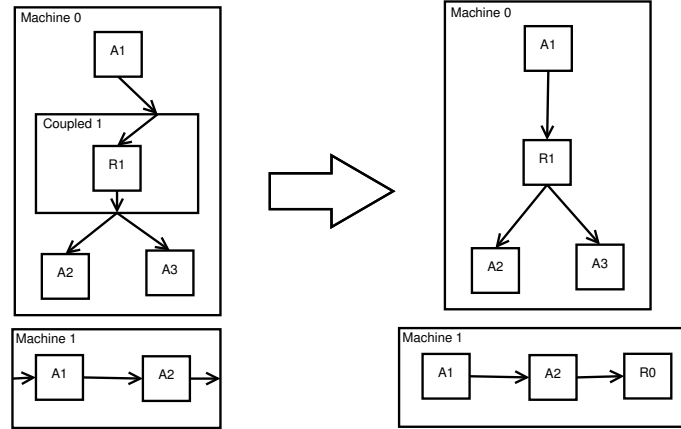 Machine 0
A1
Coupled 1
R1
A2
A3
Machine 1
A1
A2
Machine 0
A1
R1
A2
A3
Machine 1
A1
A2
R0